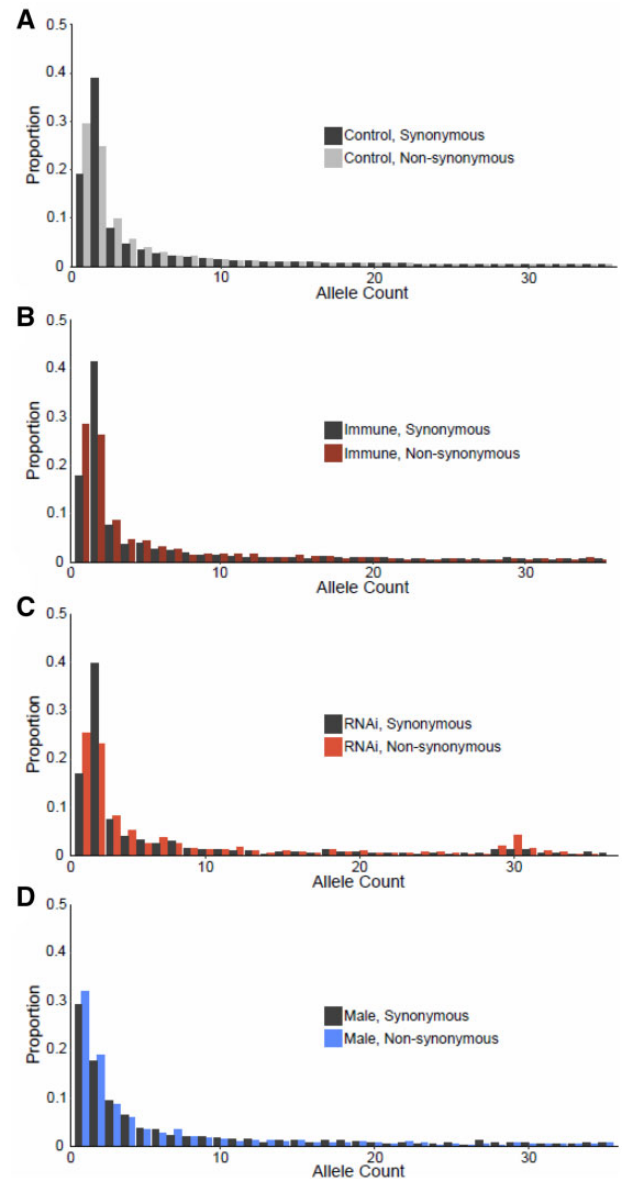 A
0.5
0.4
0.3
0.2
0.1
0
Proportion
Control, Synonymous
Control, Non-synonymous
0 10 20 30
Allele Count
B
0.5
0.4
0.3
0.2
0.1
0
Proportion
Immune, Synonymous
Immune, Non-synonymous
0 10 20 30
Allele Count
C
0.5
0.4
0.3
0.2
0.1
0
Proportion
RNAi, Synonymous
RNAi, Non-synonymous
0 10 20 30
Allele Count
D
0.5
0.4
0.3
0.2
0.1
0
Proportion
Male, Synonymous
Male, Non-synonymous
0 10 20 30
Allele Count